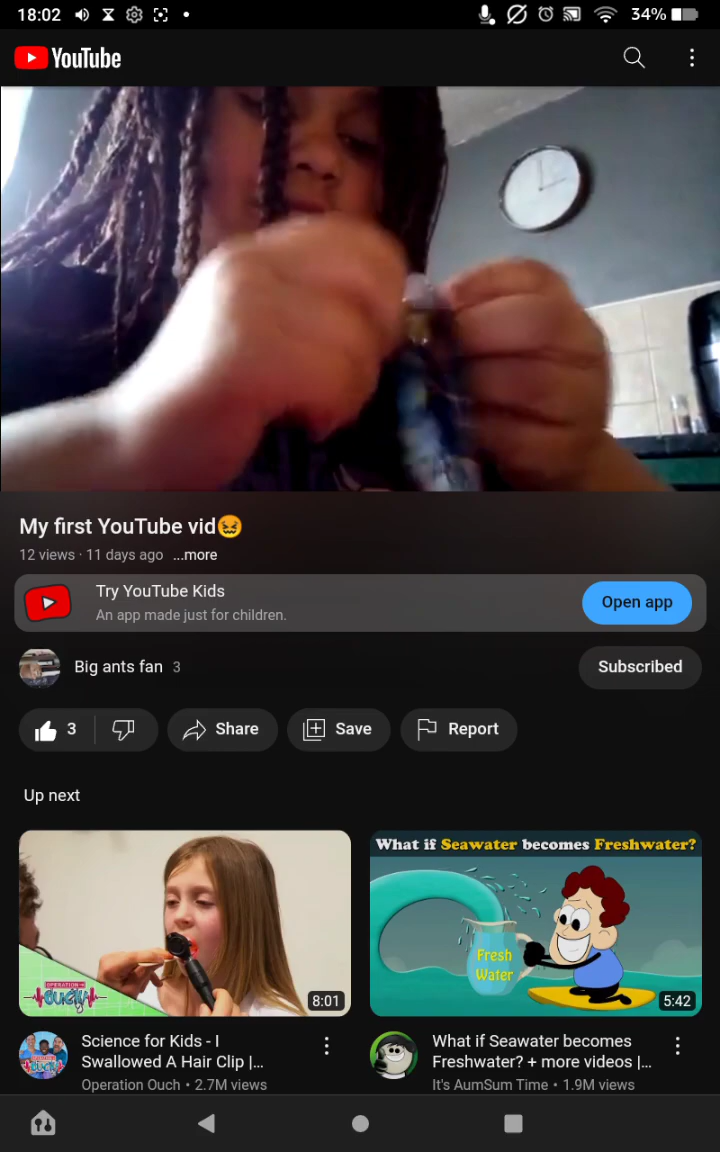 18:02
34%
YouTube
My first YouTube vid😖
12 views · 11 days ago ...more
Try YouTube Kids
An app made just for children.
Open app
Big ants fan 3
Subscribed
3
Share
Save
Report
Up next
OPERATION
OUCH
8:01
What if Seawater becomes Freshwater?
Fresh
Water
5:42
Science for Kids - I
Swallowed A Hair Clip |...
Operation Ouch • 2.7M views
What if Seawater becomes
Freshwater? + more videos |...
It's AumSum Time • 1.9M views